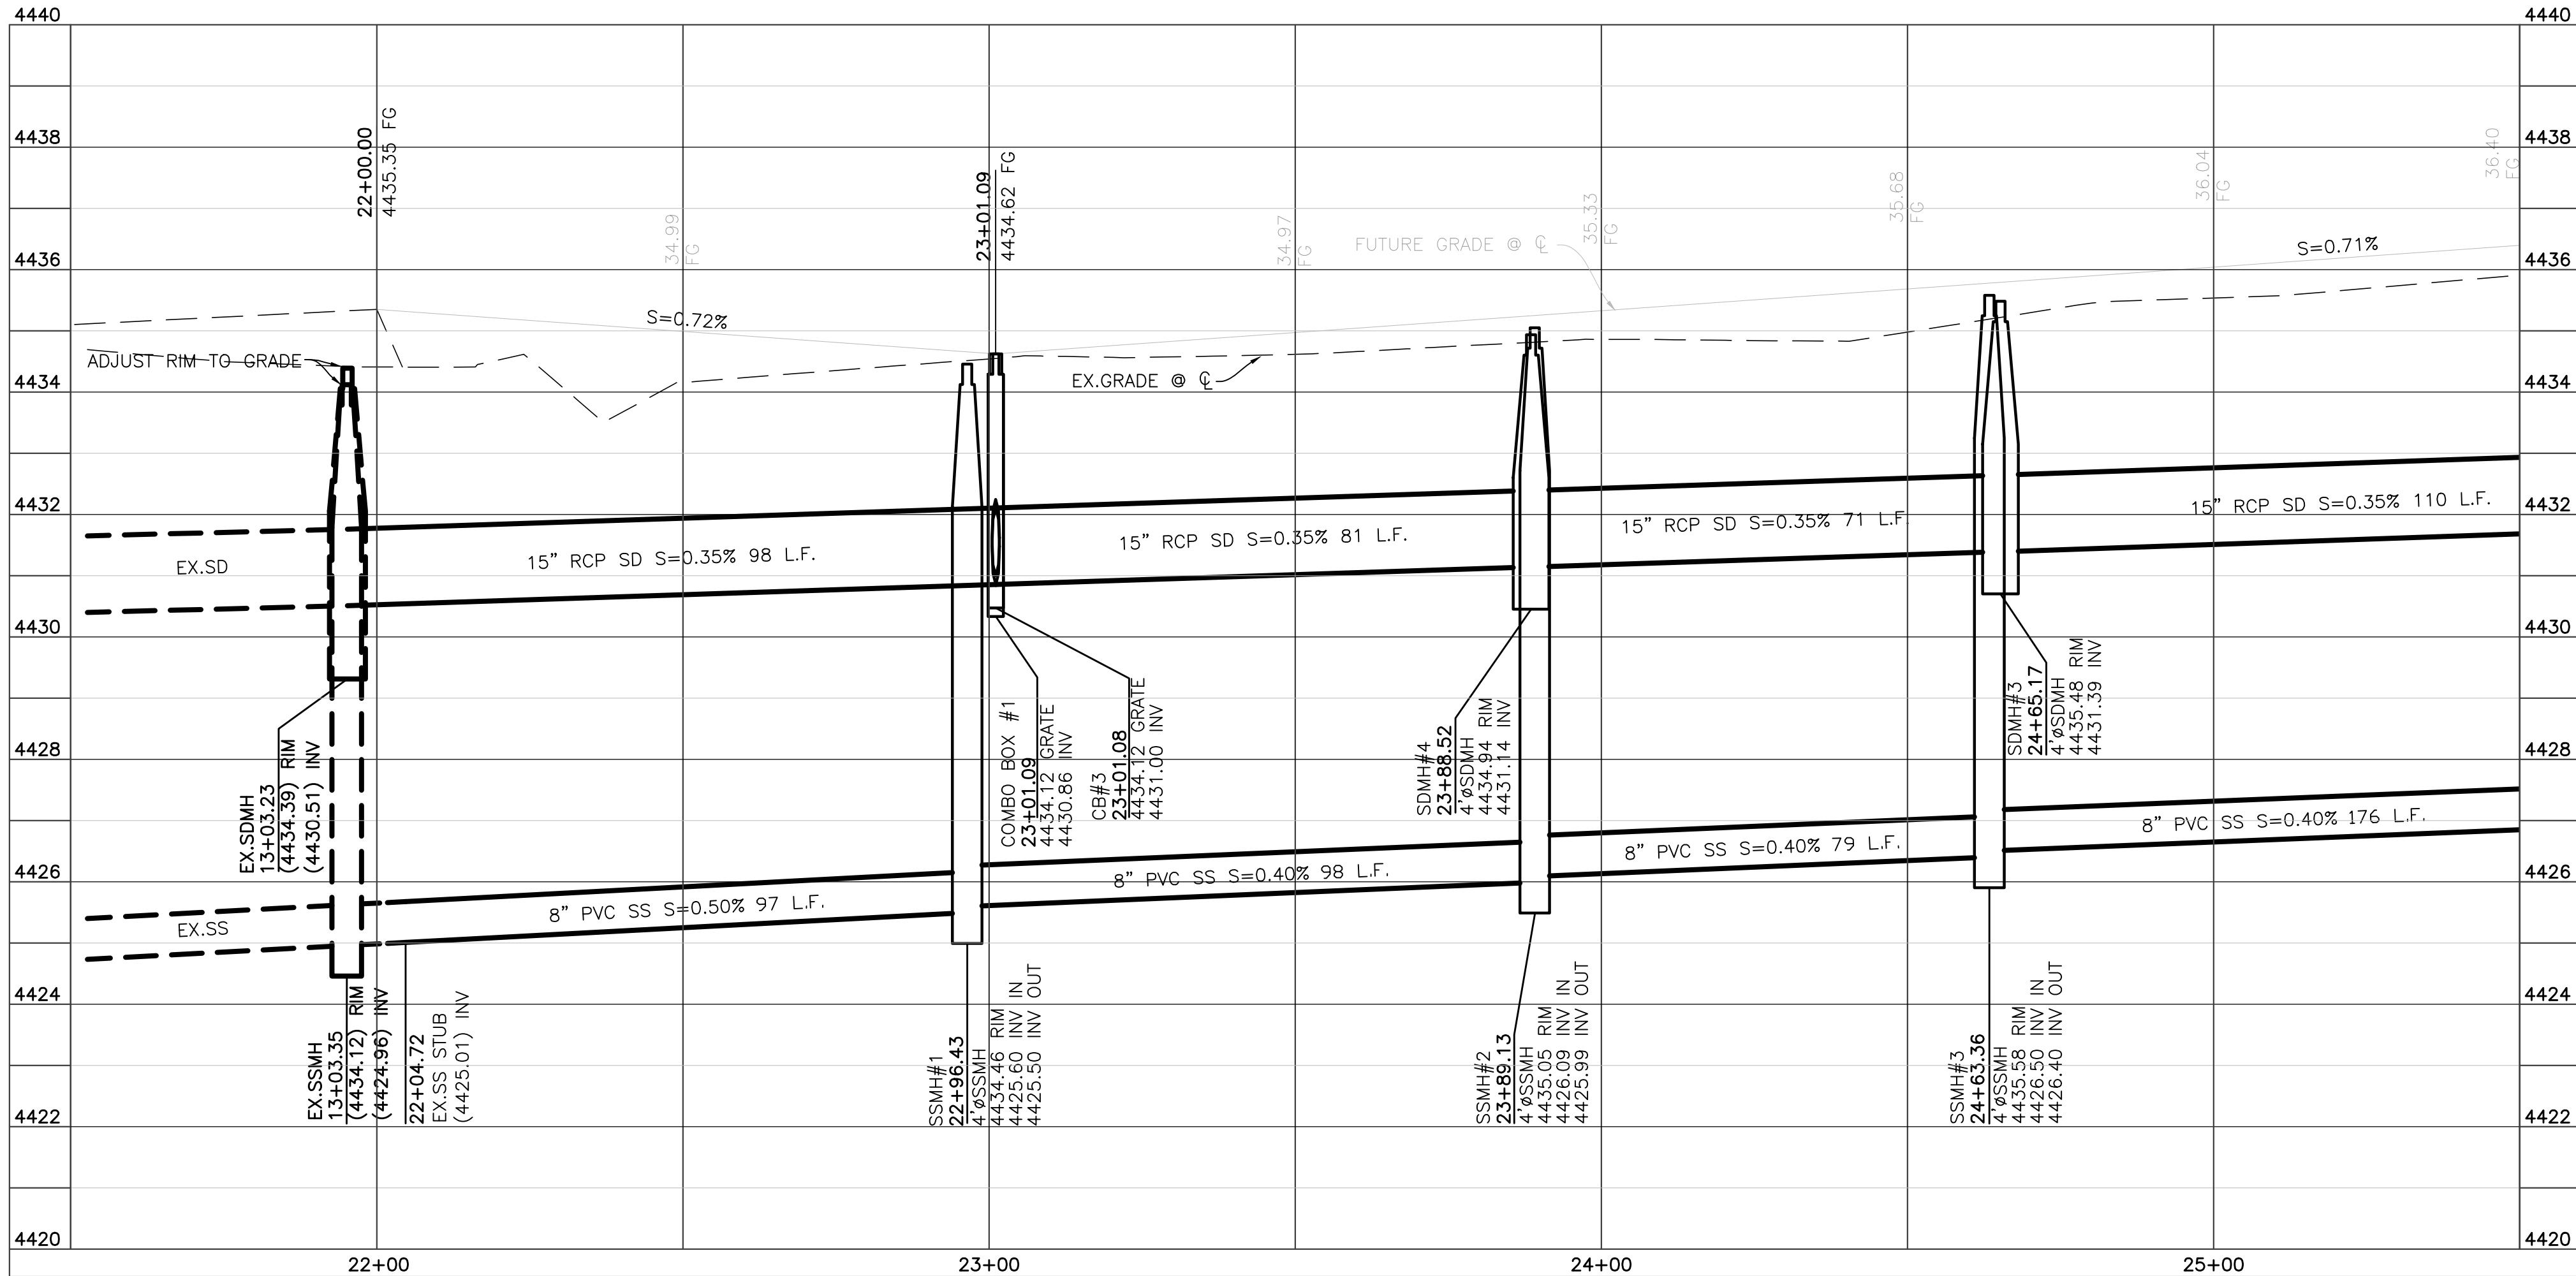 4440
4440
4438
4438
4436
4436
4434
4434
4432
4432
4430
4430
4428
4428
4426
4426
4424
4424
4422
4422
4420
4420
22+00
23+00
24+00
25+00
22+00.00
4435.35 FG
34.99
FG
23+01.09
4434.62 FG
34.97
FG
FUTURE GRADE @ ℄
35.33
FG
35.68
FG
36.04
FG
36.40
FG
S=0.72%
S=0.71%
ADJUST RIM TO GRADE
EX.GRADE @ ℄
EX.SD
15” RCP SD S=0.35% 98 L.F.
15” RCP SD S=0.35% 81 L.F.
15” RCP SD S=0.35% 71 L.F.
15” RCP SD S=0.35% 110 L.F.
EX.SDMH
13+03.23
(4434.39) RIM
(4430.51) INV
COMBO BOX #1
23+01.09
4434.12 GRATE
4430.86 INV
CB#3
23+01.08
4434.12 GRATE
4431.00 INV
SDMH#4
23+88.52
4'øSDMH
4434.94 RIM
4431.14 INV
SDMH#3
24+65.17
4'øSDMH
4435.48 RIM
4431.39 INV
EX.SS
8” PVC SS S=0.50% 97 L.F.
8” PVC SS S=0.40% 98 L.F.
8” PVC SS S=0.40% 79 L.F.
8” PVC SS S=0.40% 176 L.F.
EX.SSMH
13+03.35
(4434.12) RIM
(4424.96) INV
22+04.72
EX.SS STUB
(4425.01) INV
SSMH#1
22+96.43
4'øSSMH
4434.46 RIM
4425.60 INV IN
4425.50 INV OUT
SSMH#2
23+89.13
4'øSSMH
4435.05 RIM
4426.09 INV IN
4425.99 INV OUT
SSMH#3
24+63.36
4'øSSMH
4435.58 RIM
4426.50 INV IN
4426.40 INV OUT